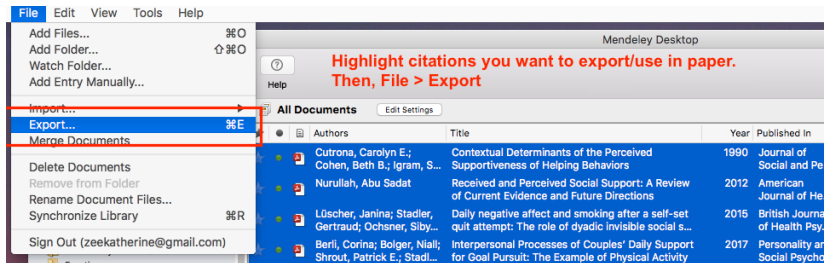 File Edit View Tools Help
Add Files... ⌘O
Add Folder... ⇧⌘O
Watch Folder...
Add Entry Manually...
Import...
Export... ⌘E
Merge Documents
Delete Documents
Remove from Folder
Rename Document Files...
Synchronize Library ⌘R
Sign Out (zeekatherine@gmail.com)
Mendeley Desktop
Help
Highlight citations you want to export/use in paper.
Then, File > Export
All Documents Edit Settings
Authors Title Year Published In
Cutrona, Carolyn E.; Contextual Determinants of the Perceived 1990 Journal of
Cohen, Beth B.; Igram, S... Supportiveness of Helping Behaviors Social and Pe
Nurullah, Abu Sadat Received and Perceived Social Support: A Review 2012 American
of Current Evidence and Future Directions Journal of He
Lüscher, Janina; Stadler, Daily negative affect and smoking after a self-set 2015 British Journa
Gertraud; Ochsner, Siby... quit attempt: The role of dyadic invisible social s... of Health Psy.
Berli, Corina; Bolger, Niall; Interpersonal Processes of Couples' Daily Support 2017 Personality an
Shrout, Patrick E.; Stadl... for Goal Pursuit: The Example of Physical Activity Social Psycho